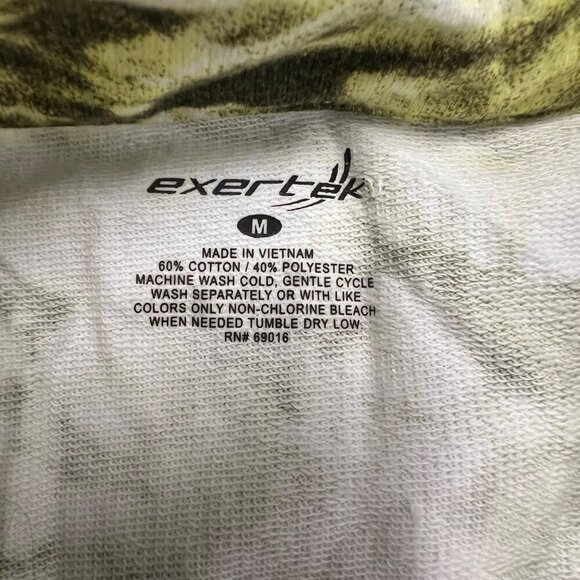 exertek
M
MADE IN VIETNAM
60% COTTON / 40% POLYESTER
MACHINE WASH COLD, GENTLE CYCLE
WASH SEPARATELY OR WITH LIKE
COLORS ONLY NON-CHLORINE BLEACH
WHEN NEEDED TUMBLE DRY LOW.
RN# 69016